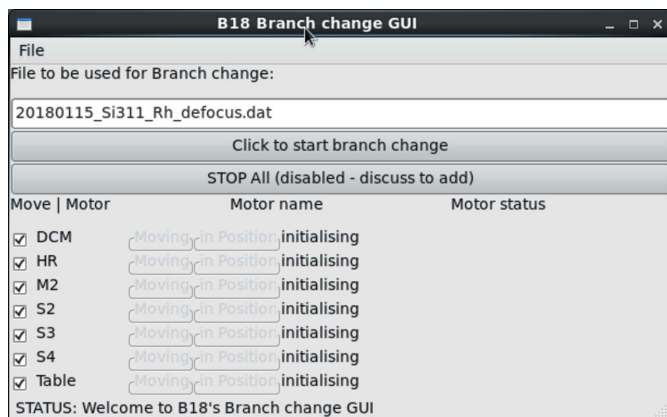 B18 Branch change GUI
File
File to be used for Branch change:
20180115_Si311_Rh_defocus.dat
Click to start branch change
STOP All (disabled - discuss to add)
Move | Motor Motor name Motor status
DCM Moving in Position initialising
HR Moving in Position initialising
M2 Moving in Position initialising
S2 Moving in Position initialising
S3 Moving in Position initialising
S4 Moving in Position initialising
Table Moving in Position initialising
STATUS: Welcome to B18's Branch change GUI